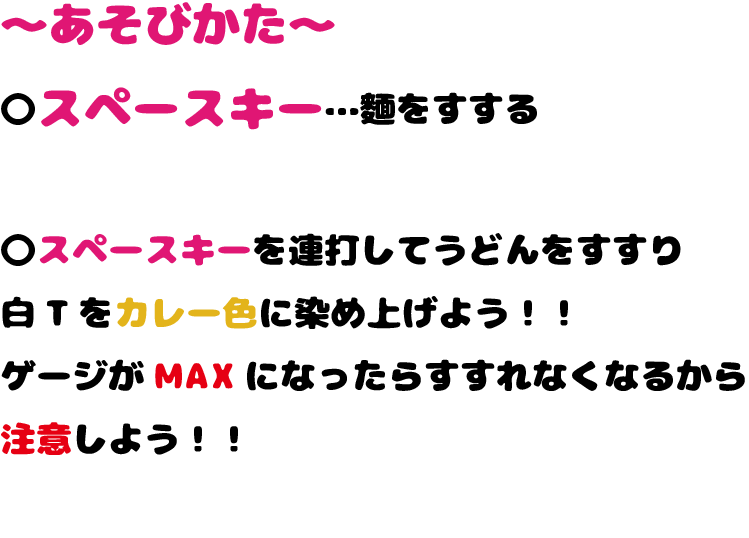 ～あそびかた～
○スペースキー…麺をすする
○スペースキーを連打してうどんをすすり
白Tをカレー色に染め上げよう！！
ゲージがMAXになったらすすれなくなるから
注意しよう！！